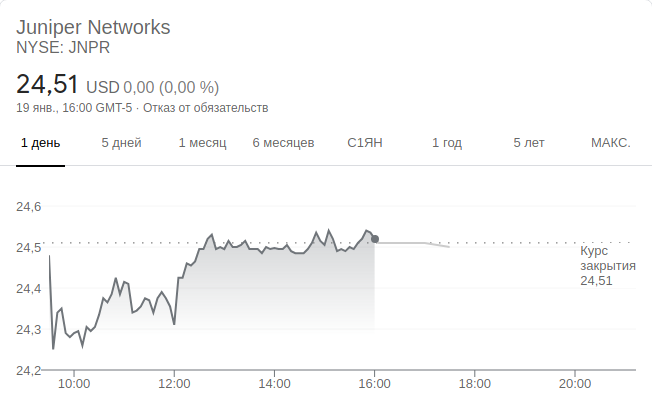 Juniper Networks
NYSE: JNPR
24,51 USD 0,00 (0,00 %)
19 янв., 16:00 GMT-5 · Отказ от обязательств
1 день 5 дней 1 месяц 6 месяцев С1ЯН 1 год 5 лет МАКС.
24,6
24,5
Курс
закрытия
24,51
24,4
24,3
24,2
10:00 12:00 14:00 16:00 18:00 20:00